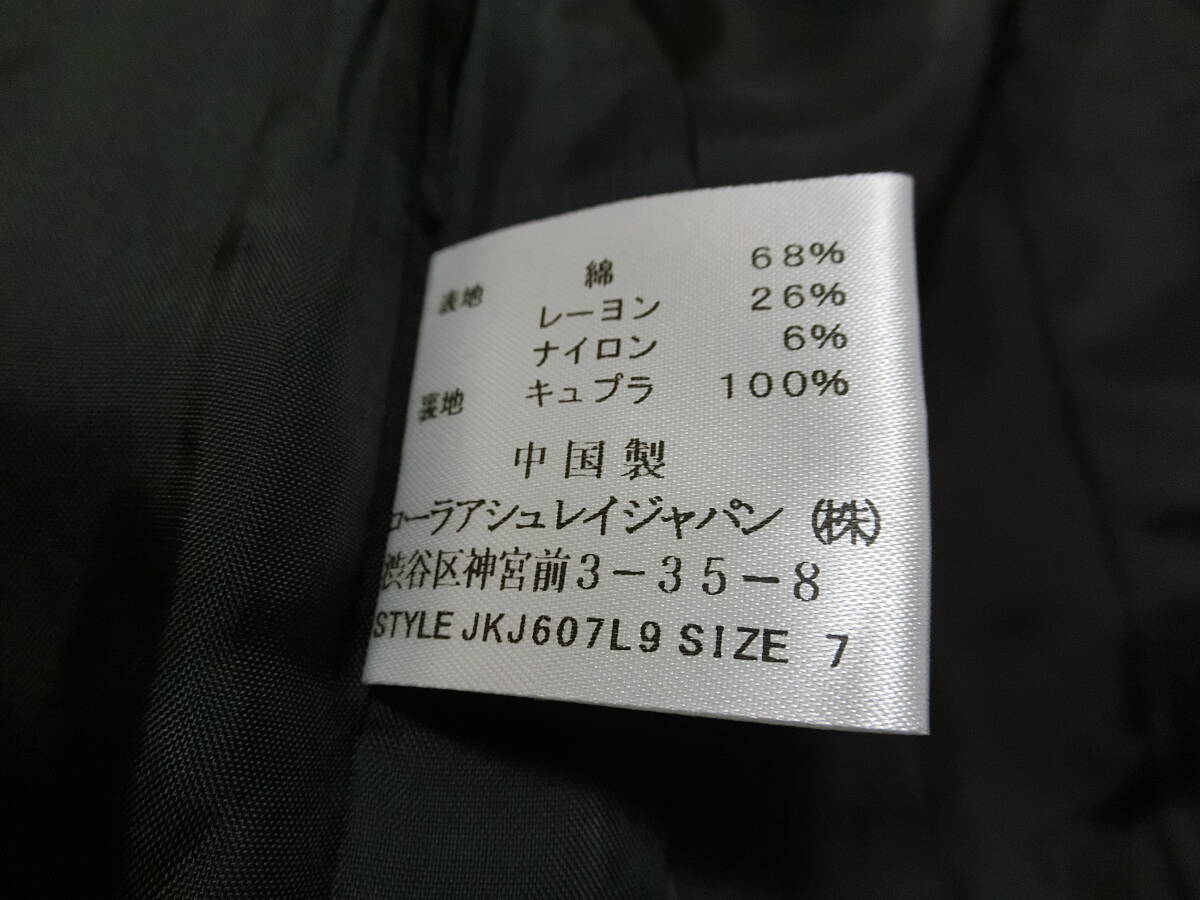 表地 綿 68%
レーヨン 26%
ナイロン 6%
裏地 キュプラ 100%
中国製
ローラアシュレイジャパン(株)
渋谷区神宮前3-35-8
STYLE JKJ607L9 SIZE 7